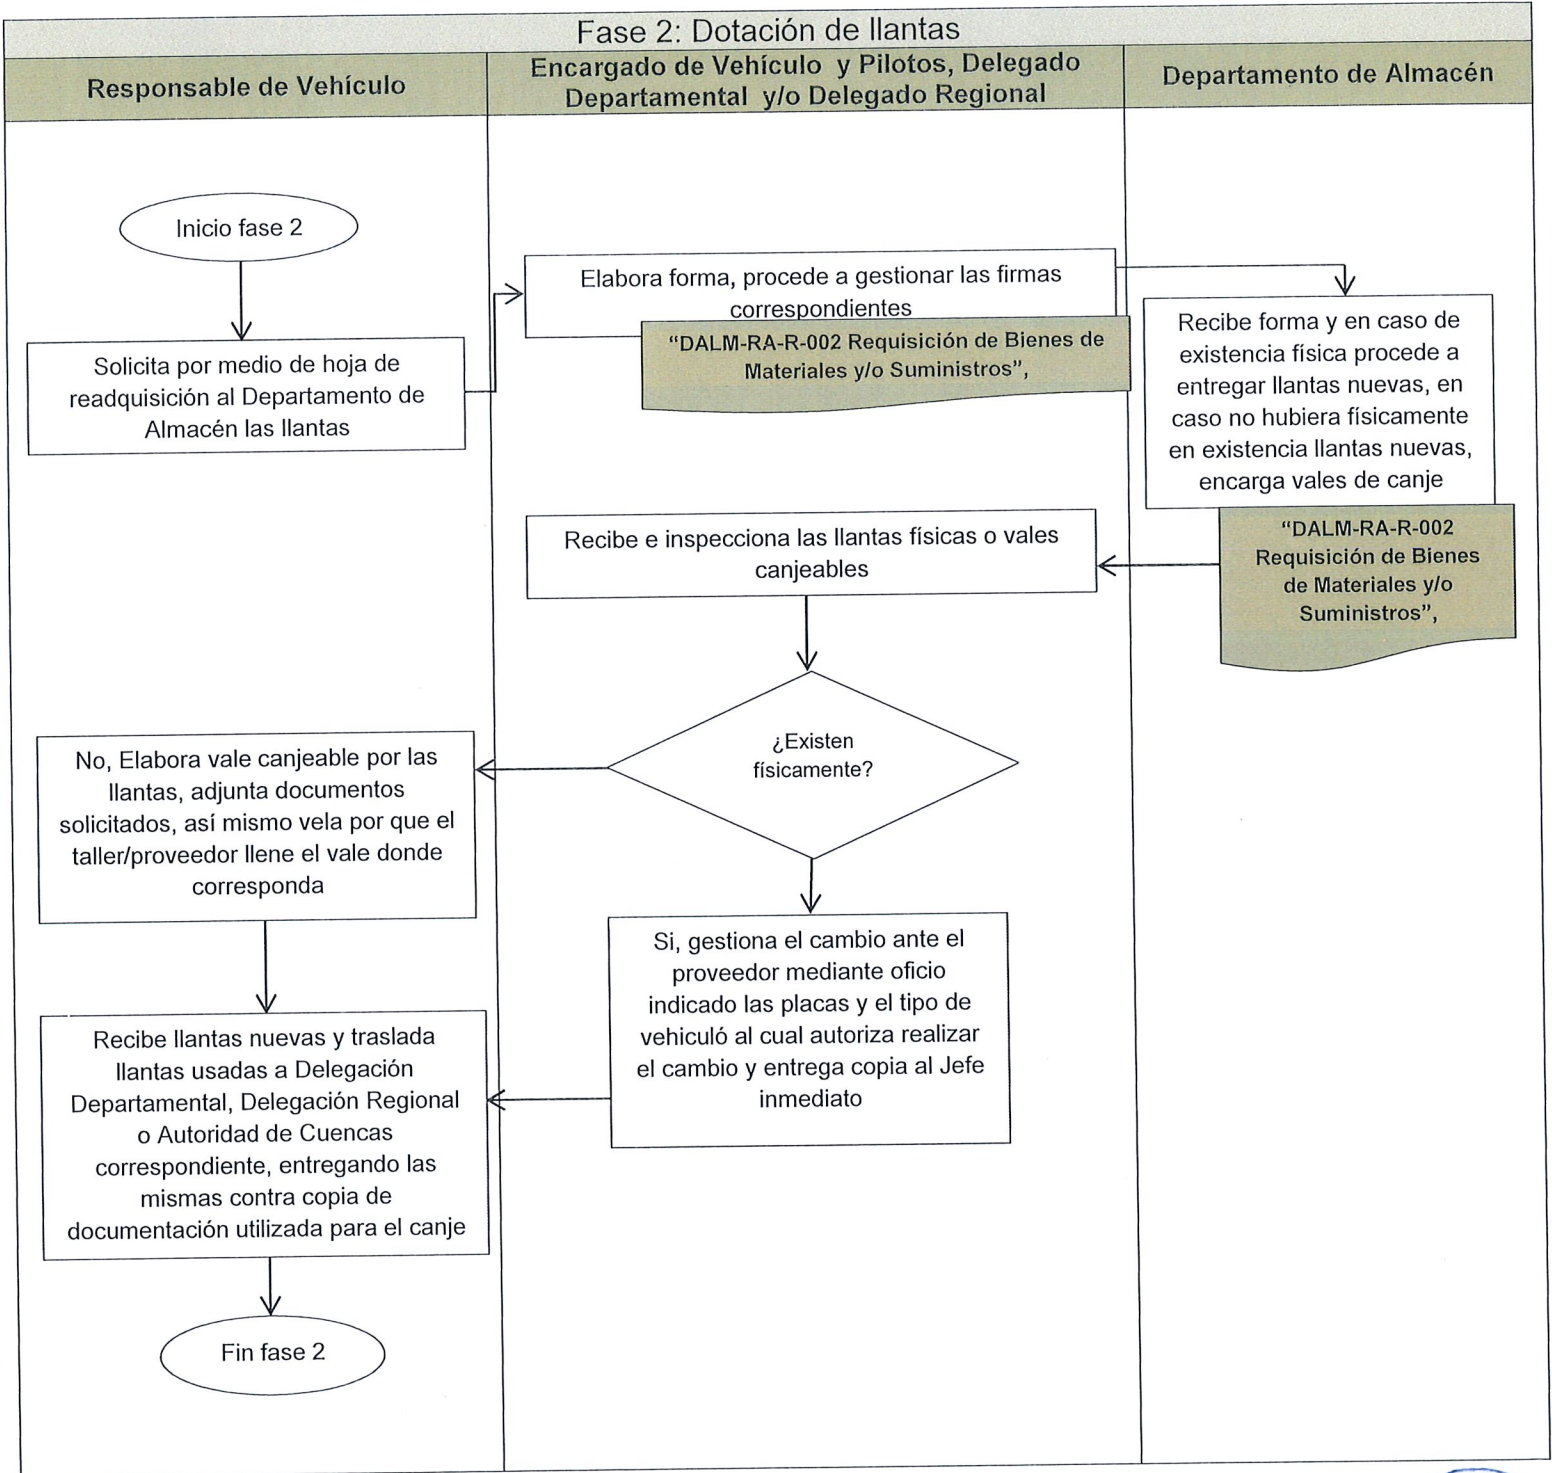 Fase 2: Dotación de llantas
Responsable de Vehículo
Encargado de Vehículo y Pilotos, Delegado
Departamental y/o Delegado Regional
Departamento de Almacén
Inicio fase 2
Solicita por medio de hoja de
readquisición al Departamento de
Almacén las llantas
Elabora forma, procede a gestionar las firmas
correspondientes
“DALM-RA-R-002 Requisición de Bienes de
Materiales y/o Suministros”,
Recibe forma y en caso de
existencia física procede a
entregar llantas nuevas, en
caso no hubiera físicamente
en existencia llantas nuevas,
encarga vales de canje
“DALM-RA-R-002
Requisición de Bienes
de Materiales y/o
Suministros”,
Recibe e inspecciona las llantas físicas o vales
canjeables
¿Existen
físicamente?
No, Elabora vale canjeable por las
llantas, adjunta documentos
solicitados, así mismo vela por que el
taller/proveedor llene el vale donde
corresponda
Si, gestiona el cambio ante el
proveedor mediante oficio
indicado las placas y el tipo de
vehiculó al cual autoriza realizar
el cambio y entrega copia al Jefe
inmediato
Recibe llantas nuevas y traslada
llantas usadas a Delegación
Departamental, Delegación Regional
o Autoridad de Cuencas
correspondiente, entregando las
mismas contra copia de
documentación utilizada para el canje
Fin fase 2